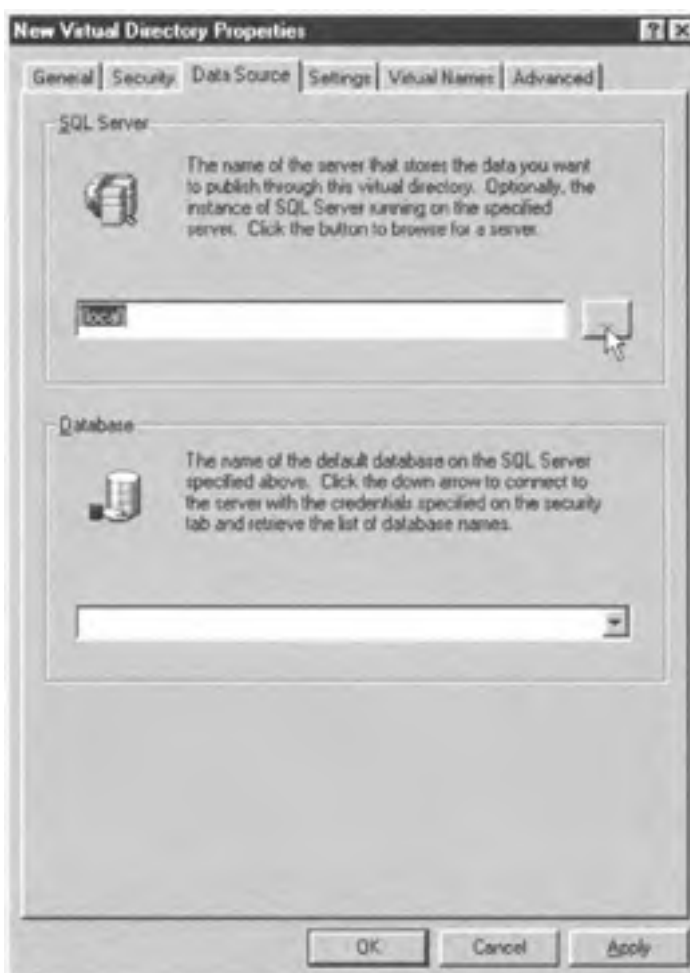 New Virtual Directory Properties
General Security Data Source Settings Virtual Names Advanced
SQL Server
The name of the server that stores the data you want
to publish through this virtual directory. Optionally, the
instance of SQL Server running on the specified
server. Click the button to browse for a server.
(local)
...
Database
The name of the default database on the SQL Server
specified above. Click the down arrow to connect to
the server with the credentials specified on the security
tab and retrieve the list of database names.
OK Cancel Apply